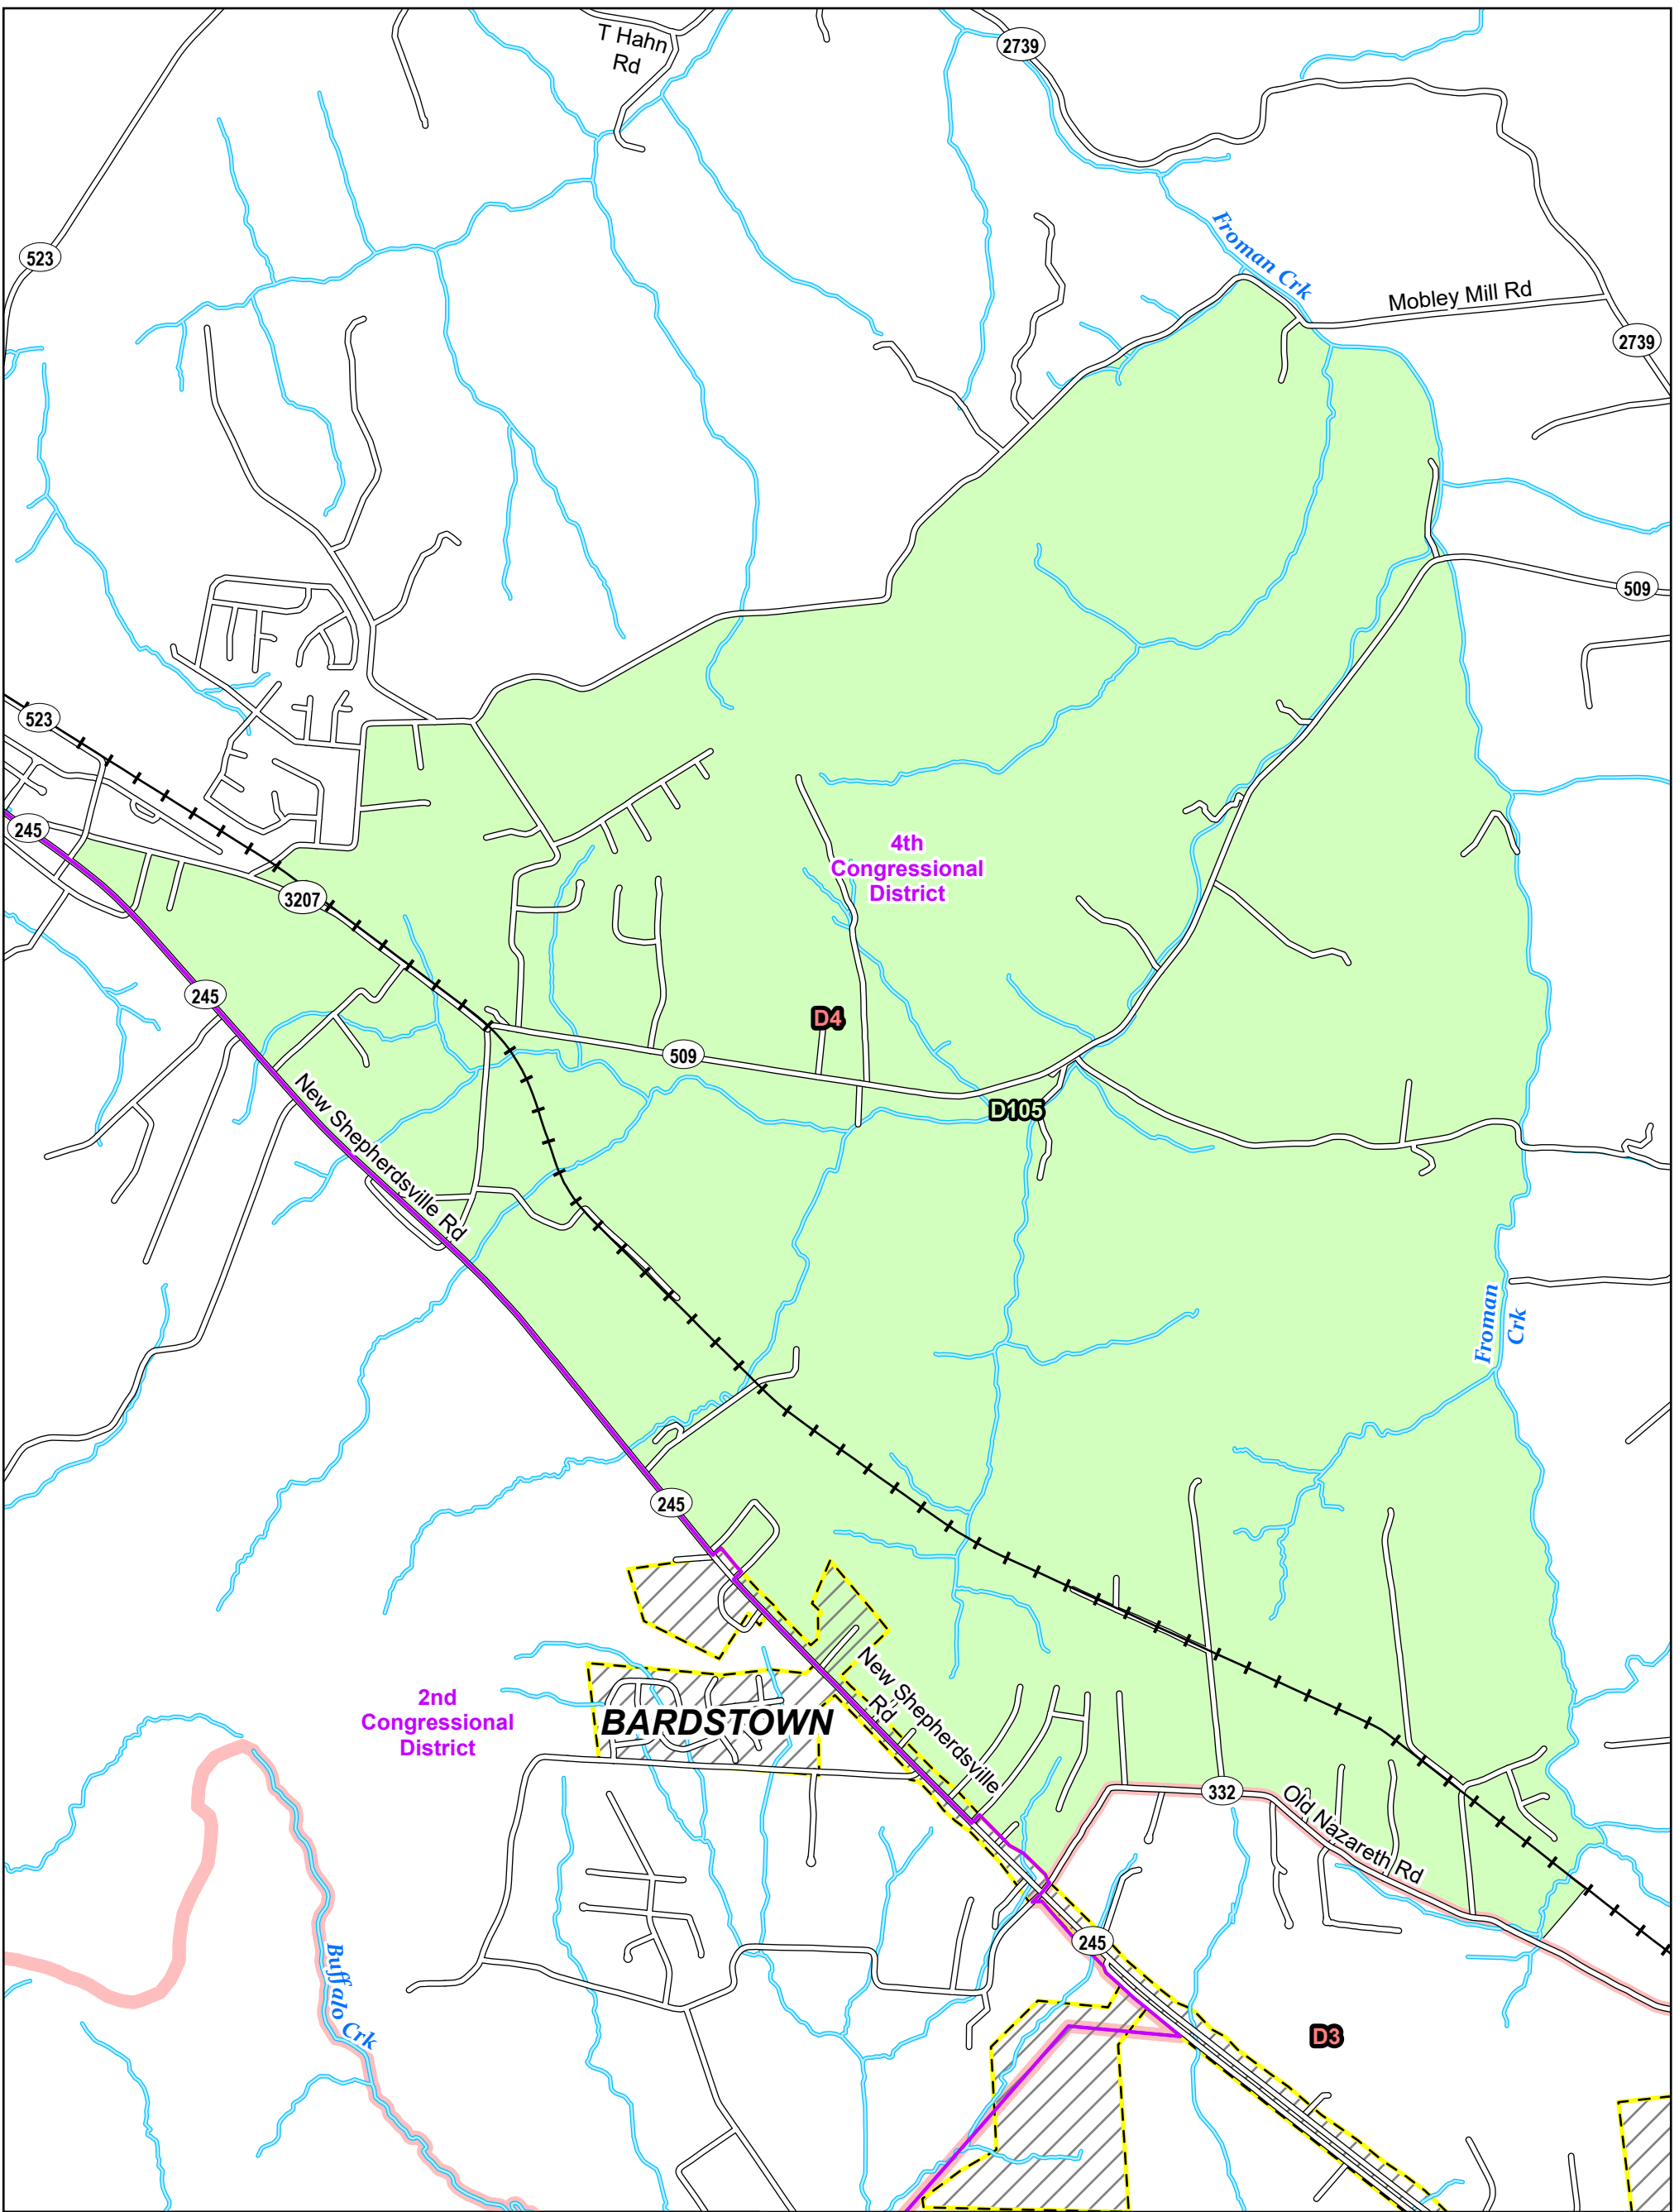 T Hahn
Rd
2739
523
Froman Crk
Mobley Mill Rd
2739
509
523
245
4th
Congressional
District
3207
245
D4
509
New Shepherdsville Rd
D105
Froman
Crk
245
New Shepherdsville
Rd
2nd
Congressional
District
BARDSTOWN
332
Old Nazareth Rd
245
Buffalo Crk
D3